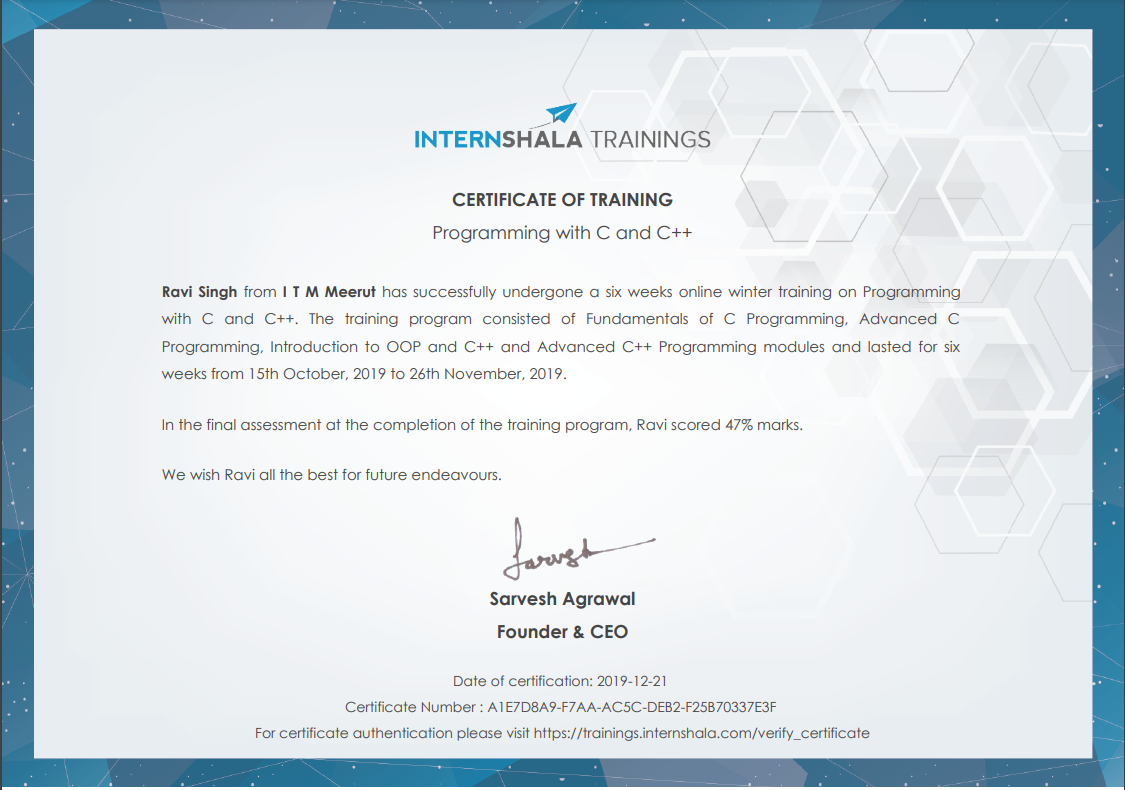 INTERNSHALA TRAININGS
CERTIFICATE OF TRAINING
Programming with C and C++
Ravi Singh from I T M Meerut has successfully undergone a six weeks online winter training on Programming
with C and C++. The training program consisted of Fundamentals of C Programming, Advanced C
Programming, Introduction to OOP and C++ and Advanced C++ Programming modules and lasted for six
weeks from 15th October, 2019 to 26th November, 2019.
In the final assessment at the completion of the training program, Ravi scored 47% marks.
We wish Ravi all the best for future endeavours.
Sarvesh
Sarvesh Agrawal
Founder & CEO
Date of certification: 2019-12-21
Certificate Number : A1E7D8A9-F7AA-AC5C-DEB2-F25B70337E3F
For certificate authentication please visit https://trainings.internshala.com/verify_certificate